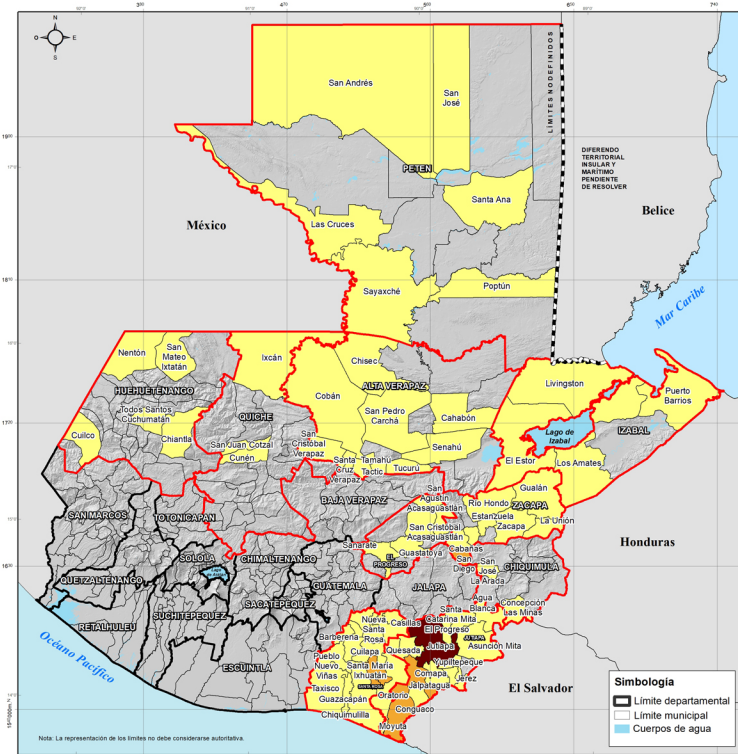 N
O
E
S
San Andrés
San
José
LÍMITES NO DEFINIDOS
DIFERENDO
TERRITORIAL
INSULAR Y
MARÍTIMO
PENDIENTE
DE RESOLVER
PETEN
Santa Ana
México
Las Cruces
Belice
Sayaxché
Poptún
Mar Caribe
Nentón
San
Mateo
Ixtatán
Ixcán
Chisec
HUEHUETENANGO
ALTA VERAPAZ
Livingston
Puerto
Barrios
Cobán
Todos Santos
Cuchumatán
QUICHE
San Pedro
Carchá
Cahabón
Cuilco
Chiantla
San Juan Cotzal
Cunén
San
Cristóbal
Verapaz
Senahú
Lago de
Izabal
IZABAL
Santa
Cruz
Verapaz
Tamahú
Tactic
Tucurú
El Estor
Los Amates
SAN MARCOS
TOTONICAPAN
BAJA VERAPAZ
San
Agustín
Acasaguastlán
Gualán
Río Hondo
ZACAPA
Estanzuela
Zacapa
La Unión
San Cristóbal
Acasaguastlán
Sanarate
Guastatoya
EL
PROGRESO
Cabañas
San
Diego
San
José
La Arada
CHIQUIMULA
Honduras
SOLOLA
CHIMALTENANGO
QUETZALTENANGO
GUATEMALA
JALAPA
SACATEPEQUEZ
Agua
Blanca
Concepción
Las Minas
SUCHITEPEQUEZ
RETALHULEU
Santa
Catarina Mita
El Progreso
JUTIAPA
Asunción Mita
Nueva
Santa
Rosa
Casillas
Barberena
Cuilapa
Quesada
Jutiapa
Yupiltepeque
ESCUINTLA
Pueblo
Nuevo
Viñas
Santa María
Ixhuatán
Comapa
Jerez
Jalpatagua
Taxisco
Oratorio
Guazacapán
Conguaco
Chiquimulilla
Moyuta
Océano Pacífico
El Salvador
Simbología
Límite departamental
Límite municipal
Cuerpos de agua
Nota: La representación de los límites no debe considerarse autoritativa.